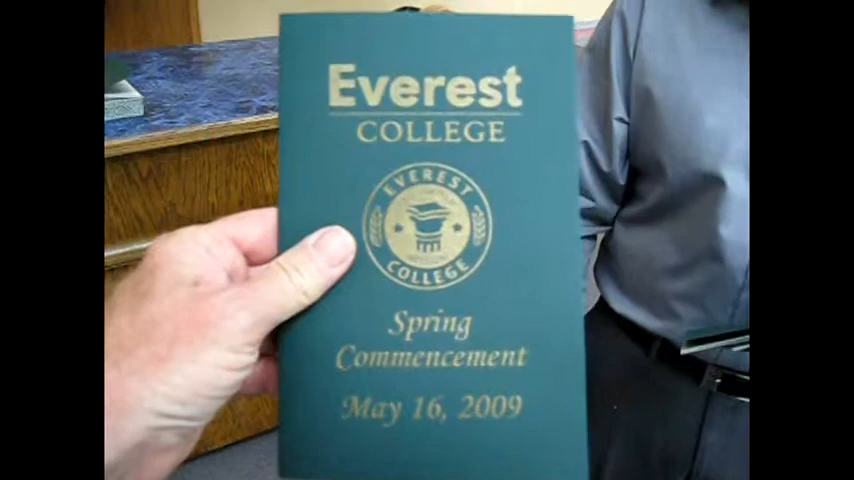 Everest
COLLEGE
EVEREST
COLLEGE
Spring
Commencement
May 16, 2009